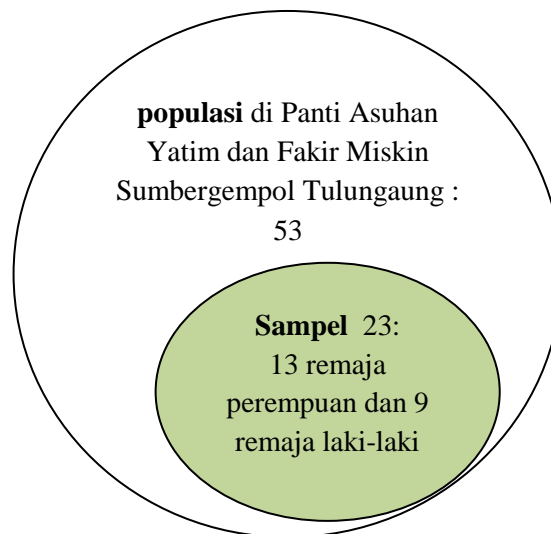 populasi di Panti Asuhan
Yatim dan Fakir Miskin
Sumbergempol Tulungaung :
53
Sampel 23:
13 remaja
perempuan dan 9
remaja laki-laki